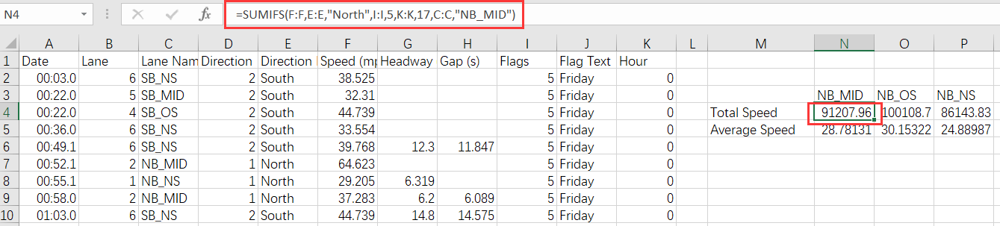 N4 fx =SUMIFS(F:F,E:E,"North",I:I,5,K:K,17,C:C,"NB_MID")
A B C D E F G H I J K L M N O P
1 Date Lane Lane Nam Direction Direction Speed (mp Headway Gap (s) Flags Flag Text Hour
2 00:03.0 6 SB_NS 2 South 38.525 5 Friday 0
3 00:22.0 5 SB_MID 2 South 32.31 5 Friday 0 NB_MID NB_OS NB_NS
4 00:22.0 4 SB_OS 2 South 44.739 5 Friday 0 Total Speed 91207.96 100108.7 86143.83
5 00:36.0 6 SB_NS 2 South 33.554 5 Friday 0 Average Speed 28.78131 30.15322 24.88987
6 00:49.1 6 SB_NS 2 South 39.768 12.3 11.847 5 Friday 0
7 00:52.1 2 NB_MID 1 North 64.623 5 Friday 0
8 00:55.1 1 NB_NS 1 North 29.205 6.319 5 Friday 0
9 00:58.0 2 NB_MID 1 North 37.283 6.2 6.089 5 Friday 0
10 01:03.0 6 SB_NS 2 South 44.739 14.8 14.575 5 Friday 0